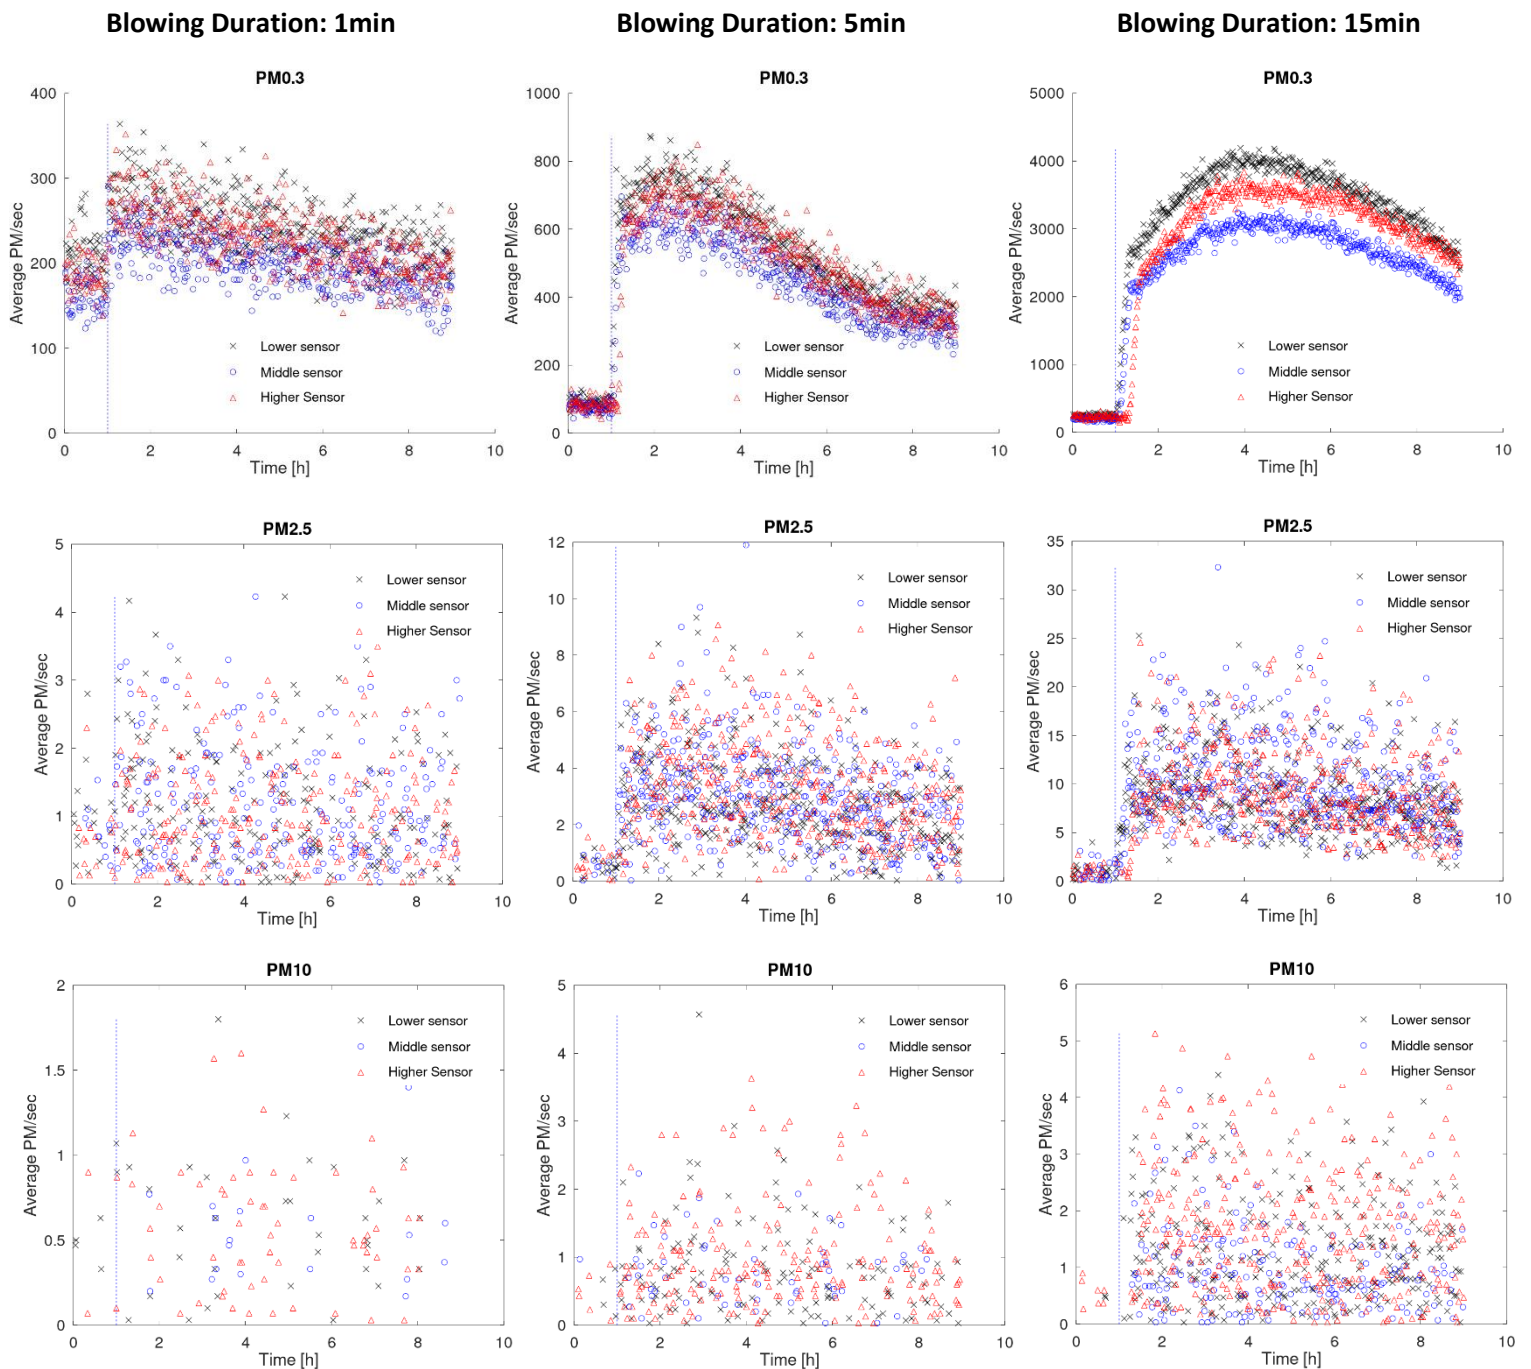 Blowing Duration: 1min
Blowing Duration: 5min
Blowing Duration: 15min
PM0.3
400
300
200
100
0
0 2 4 6 8 10
Average PM/sec
Time [h]
Lower sensor
Middle sensor
Higher Sensor
PM0.3
1000
800
600
400
200
0
0 2 4 6 8 10
Average PM/sec
Time [h]
Lower sensor
Middle sensor
Higher Sensor
PM0.3
5000
4000
3000
2000
1000
0
0 2 4 6 8 10
Average PM/sec
Time [h]
Lower sensor
Middle sensor
Higher Sensor
PM2.5
5
4
3
2
1
0
0 2 4 6 8 10
Average PM/sec
Time [h]
Lower sensor
Middle sensor
Higher Sensor
PM2.5
12
10
8
6
4
2
0
0 2 4 6 8 10
Average PM/sec
Time [h]
Lower sensor
Middle sensor
Higher Sensor
PM2.5
35
30
25
20
15
10
5
0
0 2 4 6 8 10
Average PM/sec
Time [h]
Lower sensor
Middle sensor
Higher Sensor
PM10
2
1.5
1
0.5
0
0 2 4 6 8 10
Average PM/sec
Time [h]
Lower sensor
Middle sensor
Higher Sensor
PM10
5
4
3
2
1
0
0 2 4 6 8 10
Average PM/sec
Time [h]
Lower sensor
Middle sensor
Higher Sensor
PM10
6
5
4
3
2
1
0
0 2 4 6 8 10
Average PM/sec
Time [h]
Lower sensor
Middle sensor
Higher Sensor